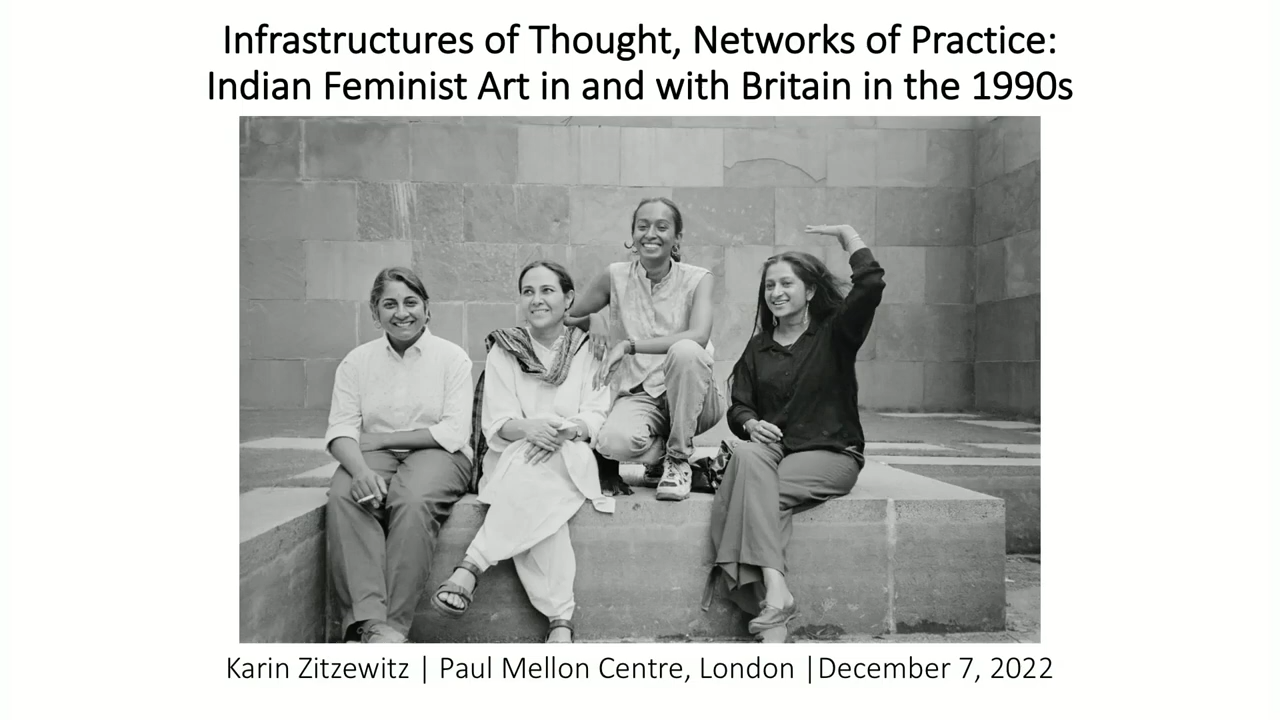 Infrastructures of Thought, Networks of Practice:
Indian Feminist Art in and with Britain in the 1990s
Karin Zitzewitz | Paul Mellon Centre, London |December 7, 2022